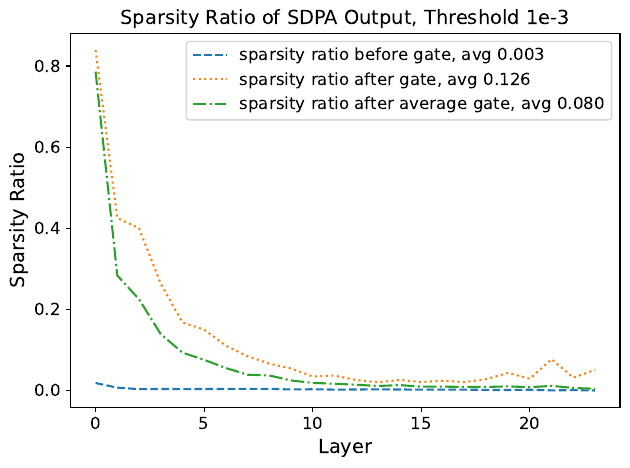 Sparsity Ratio of SDPA Output, Threshold 1e-3
sparsity ratio before gate, avg 0.003
sparsity ratio after gate, avg 0.126
sparsity ratio after average gate, avg 0.080
Sparsity Ratio
0.8
0.6
0.4
0.2
0.0
0 5 10 15 20
Layer